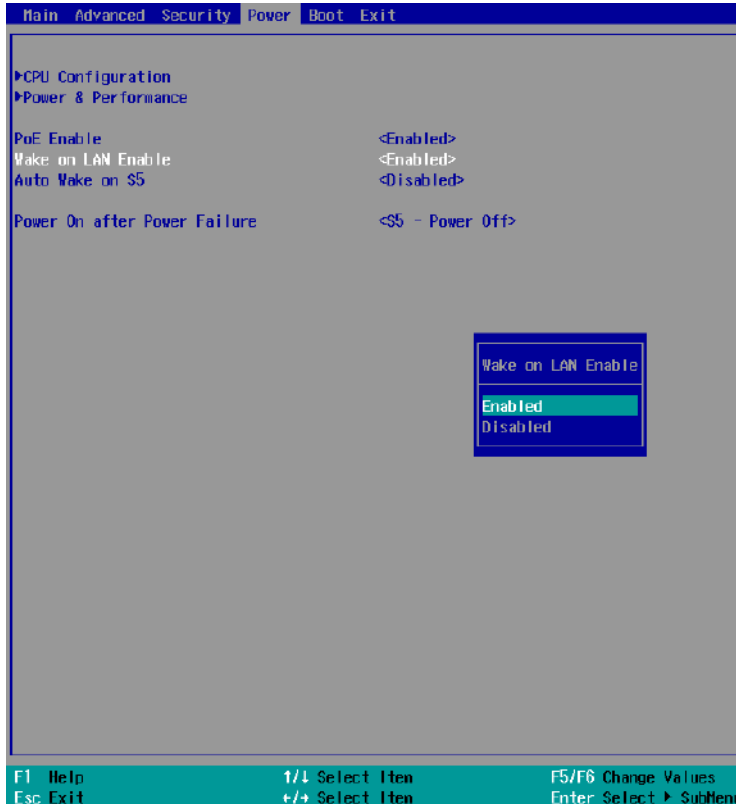 Main Advanced Security Power Boot Exit
►CPU Configuration
►Power & Performance
PoE Enable <Enabled>
Wake on LAN Enable <Enabled>
Auto Wake on S5 <Disabled>
Power On after Power Failure <S5 - Power Off>
Wake on LAN Enable
Enabled
Disabled
F1 Help ↑/↓ Select Item F5/F6 Change Values
Esc Exit ←/→ Select Item Enter Select ► SubMenu